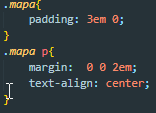 .mapa{
    padding: 3em 0;
}
.mapa p{
    margin:  0 0 2em;
    text-align: center;
}